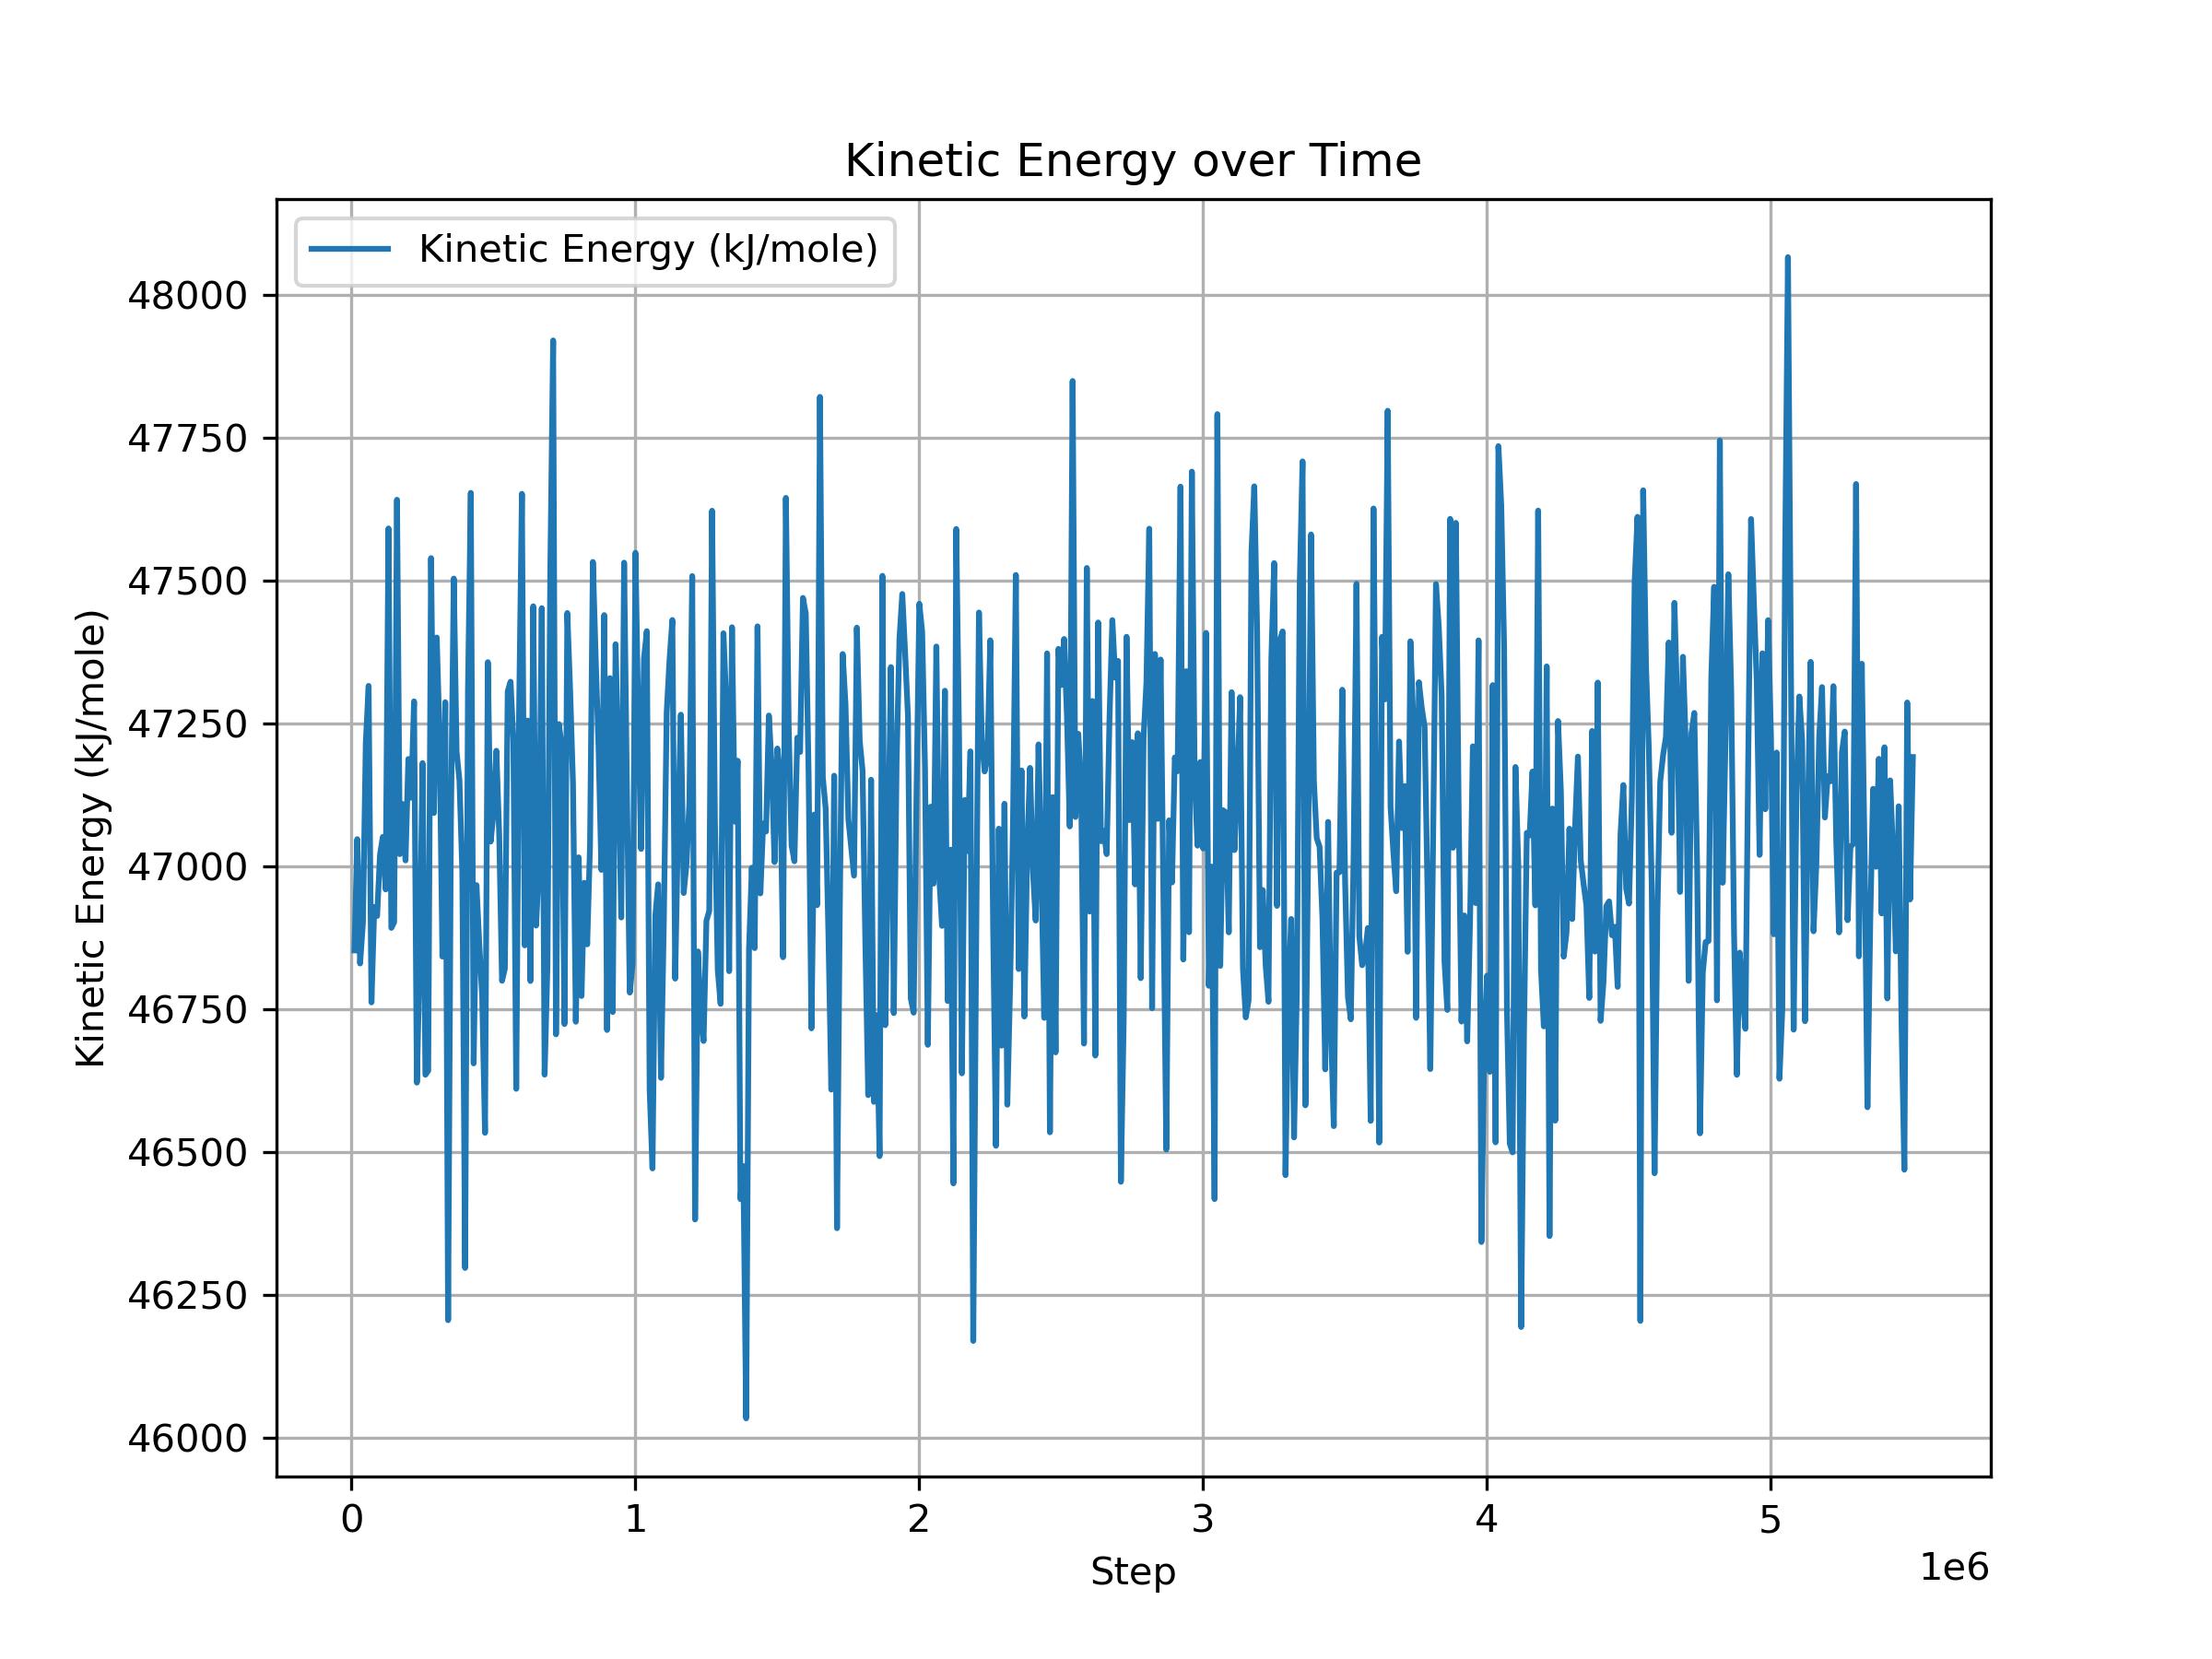 Kinetic Energy over Time
Kinetic Energy (kJ/mole)
Kinetic Energy (kJ/mole)
48000
47750
47500
47250
47000
46750
46500
46250
46000
0 1 2 3 4 5
Step
1e6